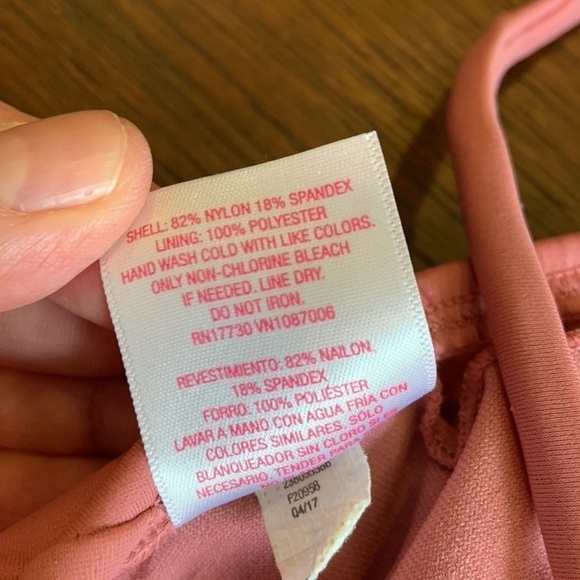 SHELL: 82% NYLON 18% SPANDEX
LINING: 100% POLYESTER
HAND WASH COLD WITH LIKE COLORS.
ONLY NON-CHLORINE BLEACH
IF NEEDED. LINE DRY.
DO NOT IRON.
RN17730 VN1087006
REVESTIMIENTO: 82% NAILON.
18% SPANDEX
FORRO: 100% POLIÉSTER
LAVAR A MANO CON AGUA FRÍA CON
COLORES SIMILARES. SÓLO
BLANQUEADOR SIN CLORO SI ES
NECESARIO. TENDER PARA
F20958
04/17